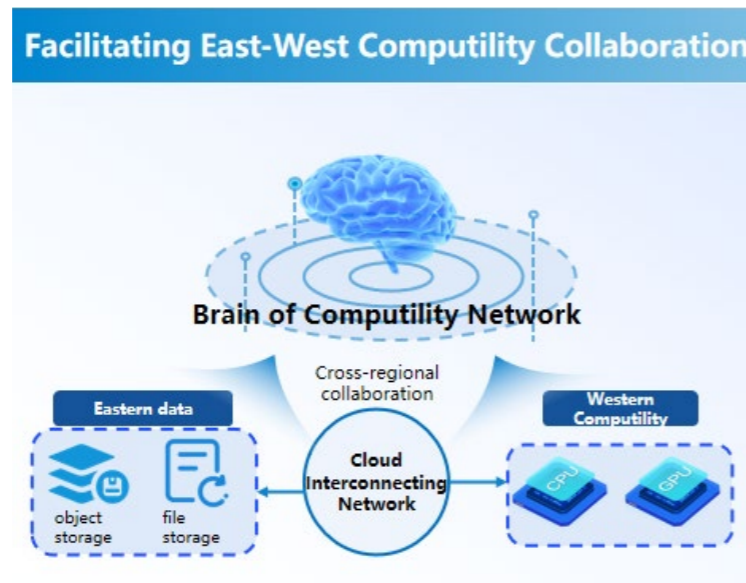 Facilitating East-West Computility Collaboration
Brain of Computility Network
Cross-regional
collaboration
Eastern data
Western
Computility
Cloud
Interconnecting
Network
object
storage
file
storage
CPU
GPU